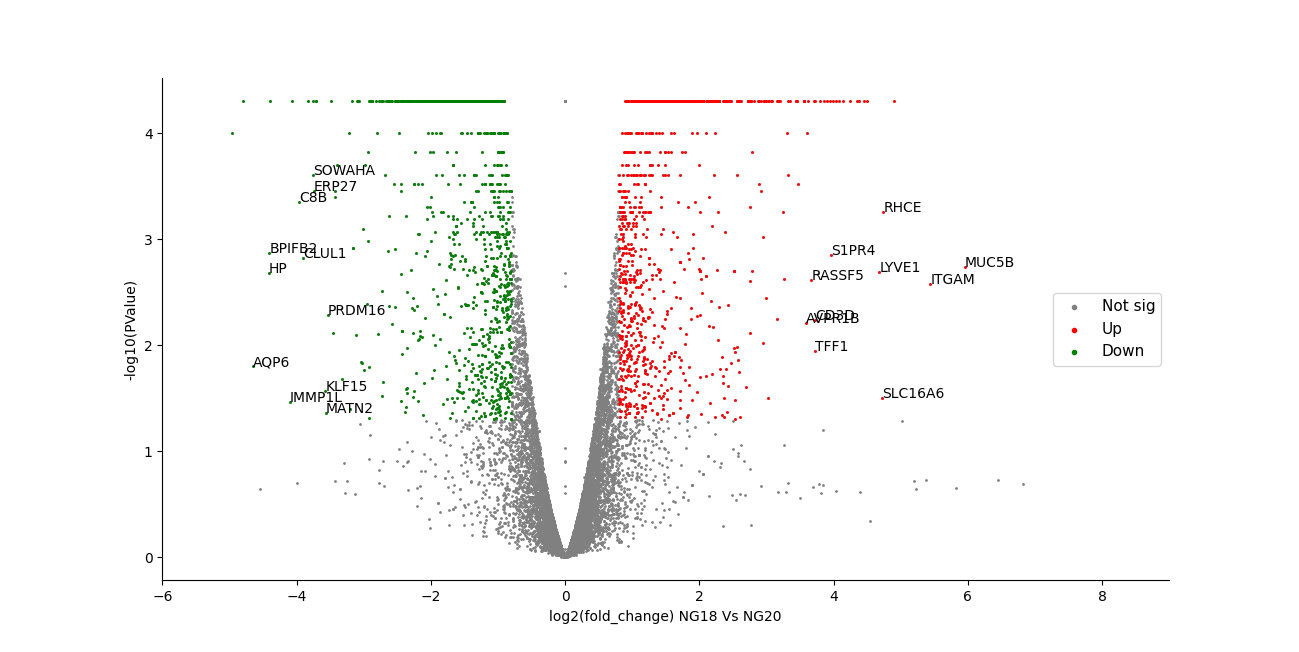 4
SOWAHA
ERP27
C8B
RHCE
3
BPIFB2
CLUL1
S1PR4
HP
LYVE1
MUC5B
RASSF5
ITGAM
PRDM16
CD3D
AVPR1B
Not sig
Up
Down
-log10(PValue)
2
TFF1
AQP6
KLF15
SLC16A6
JMMP1L
MATN2
1
0
−6 −4 −2 0 2 4 6 8
log2(fold_change) NG18 Vs NG20